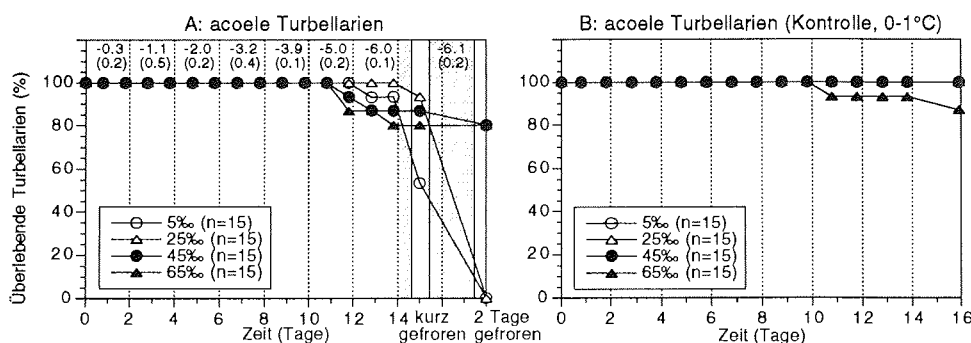 A: acoele Turbellarien
-0.3 -1.1 -2.0 -3.2 -3.9 -5.0 -6.0 -6.1
(0.2) (0.5) (0.2) (0.4) (0.1) (0.2) (0.1) (0.2)
Überlebende Turbellarien (%)
100
80
60
40
20
0
5‰ (n=15)
25‰ (n=15)
45‰ (n=15)
65‰ (n=15)
0 2 4 6 8 10 12 14 kurz gefroren 2 Tage gefroren
Zeit (Tage)
B: acoele Turbellarien (Kontrolle, 0-1°C)
100
80
60
40
20
0
5‰ (n=15)
25‰ (n=15)
45‰ (n=15)
65‰ (n=15)
0 2 4 6 8 10 12 14 16
Zeit (Tage)